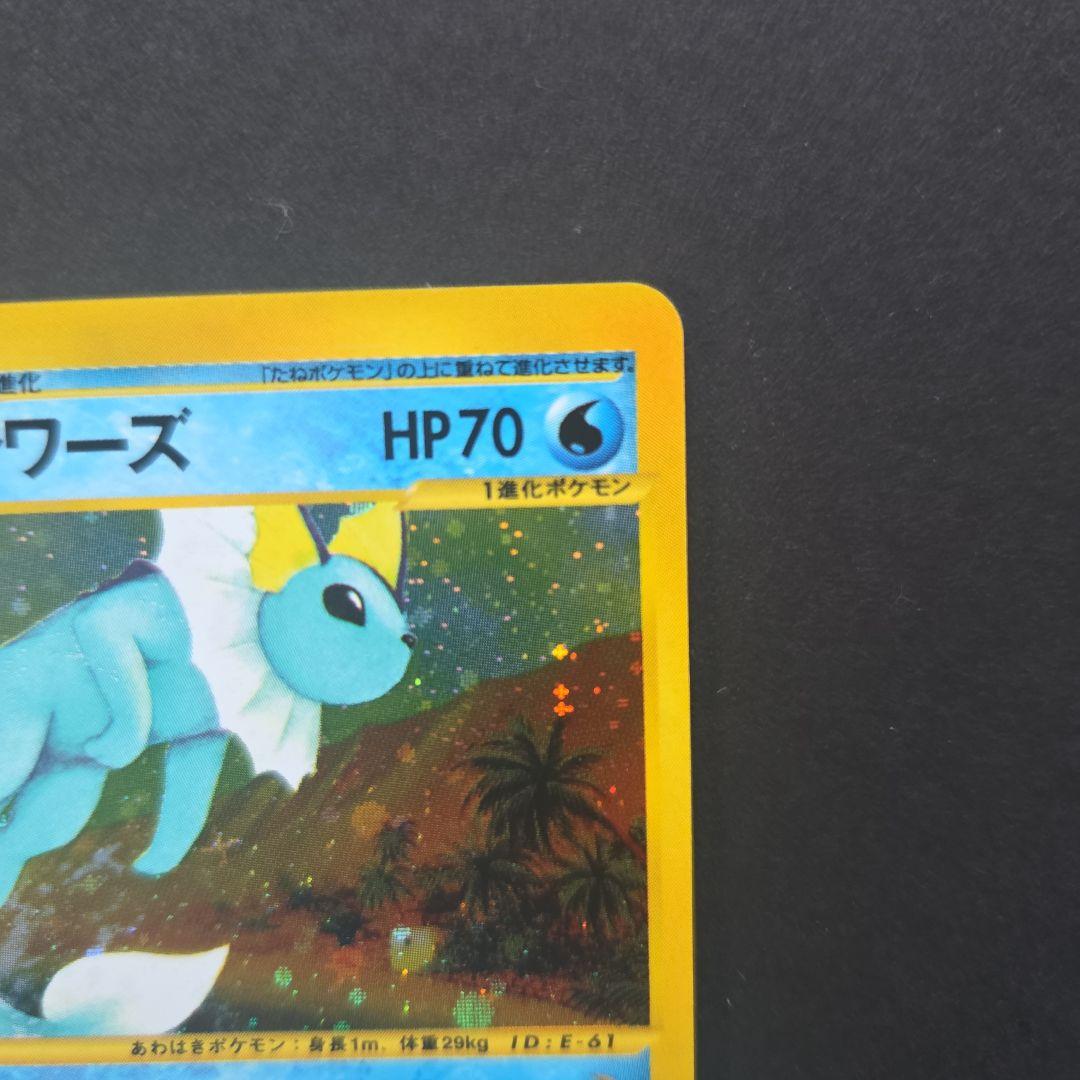 進化 「たねポケモン」の上に重ねて進化させます。
ワーズ HP70
1進化ポケモン
あわはきポケモン：身長1m, 体重29kg ID:E-61